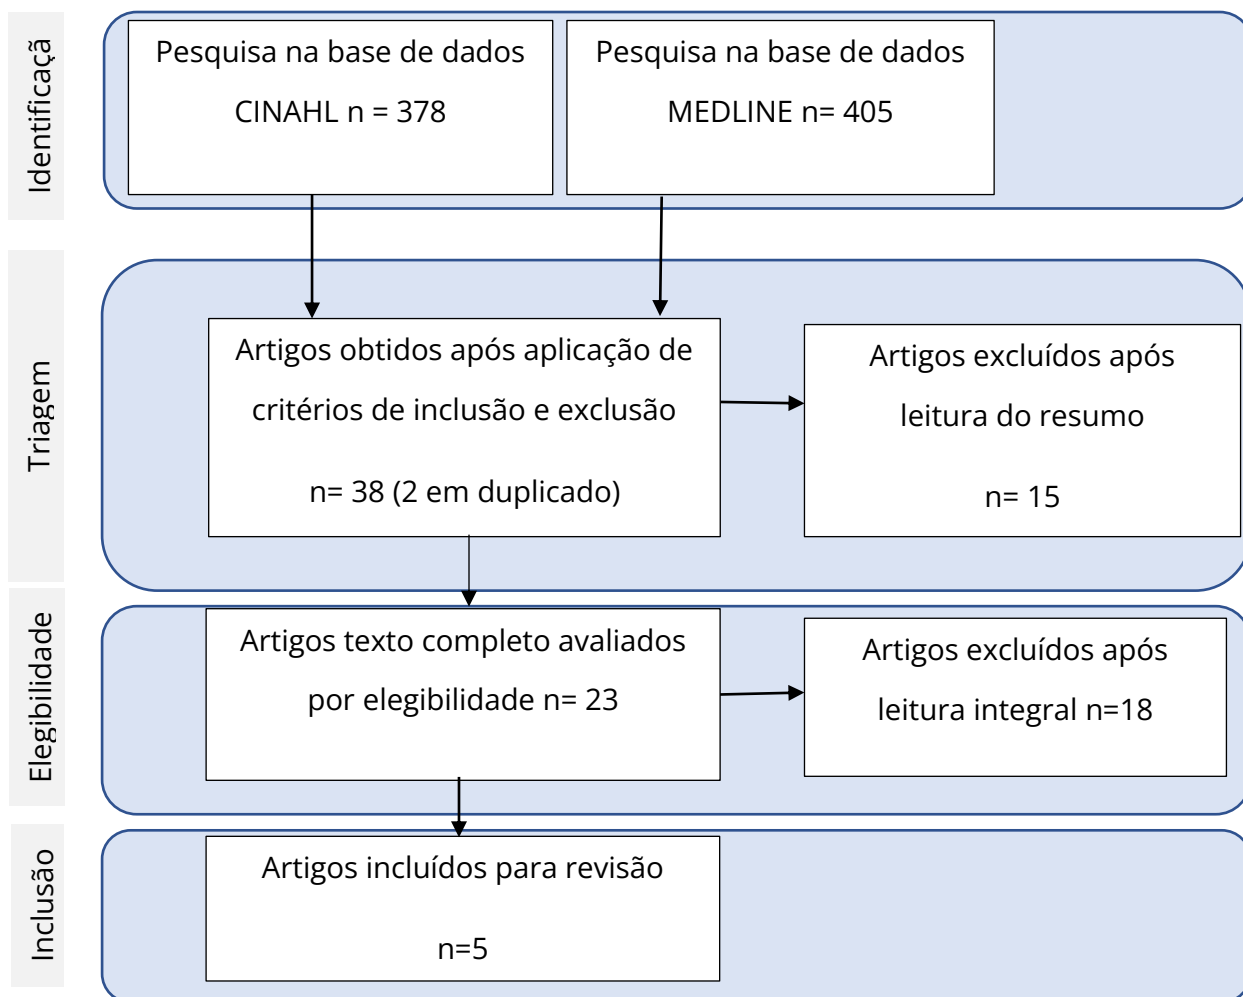 Identificaçã
Pesquisa na base de dados
CINAHL n = 378
Pesquisa na base de dados
MEDLINE n= 405
Triagem
Artigos obtidos após aplicação de
critérios de inclusão e exclusão
n= 38 (2 em duplicado)
Artigos excluídos após
leitura do resumo
n= 15
Elegibilidade
Artigos texto completo avaliados
por elegibilidade n= 23
Artigos excluídos após
leitura integral n=18
Inclusão
Artigos incluídos para revisão
n=5